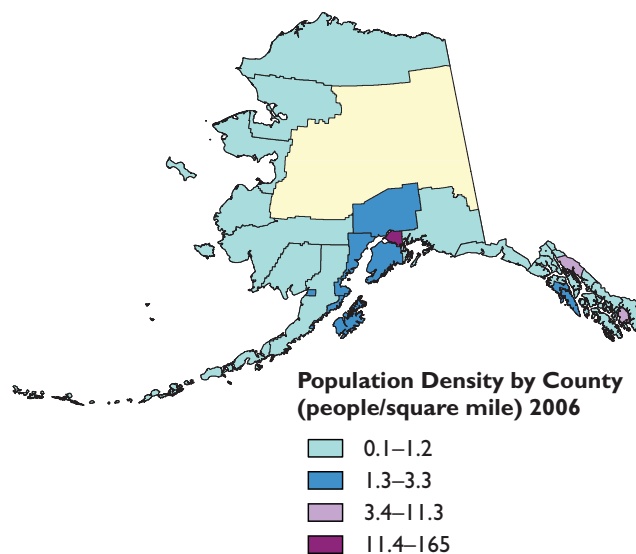 Population Density by County
(people/square mile) 2006
0.1–1.2
1.3–3.3
3.4–11.3
11.4–165